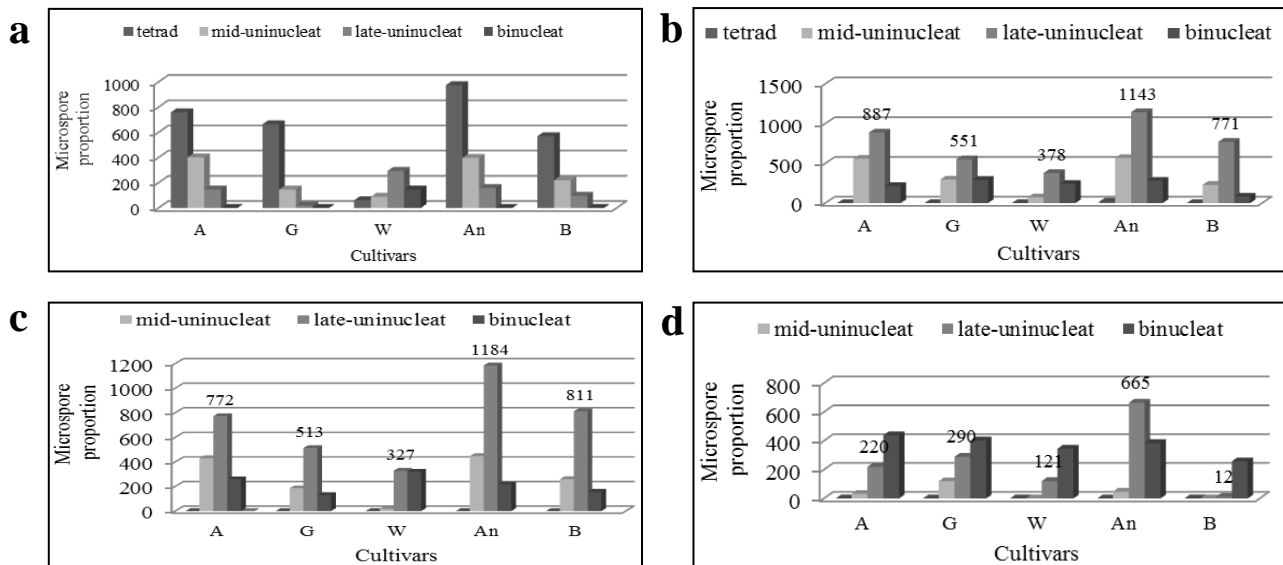 a
tetrad mid-uninucleat late-uninucleat binucleat
Microspore proportion
1000
800
600
400
200
0
A G W An B
Cultivars
b
tetrad mid-uninucleat late-uninucleat binucleat
Microspore proportion
1500
1000
500
0
887 551 378 1143 771
A G W An B
Cultivars
c
mid-uninucleat late-uninucleat binucleat
Microspore proportion
1200
1000
800
600
400
200
0
772 513 327 1184 811
A G W An B
Cultivars
d
mid-uninucleat late-uninucleat binucleat
Microspore proportion
800
600
400
200
0
220 290 121 665 12
A G W An B
Cultivars